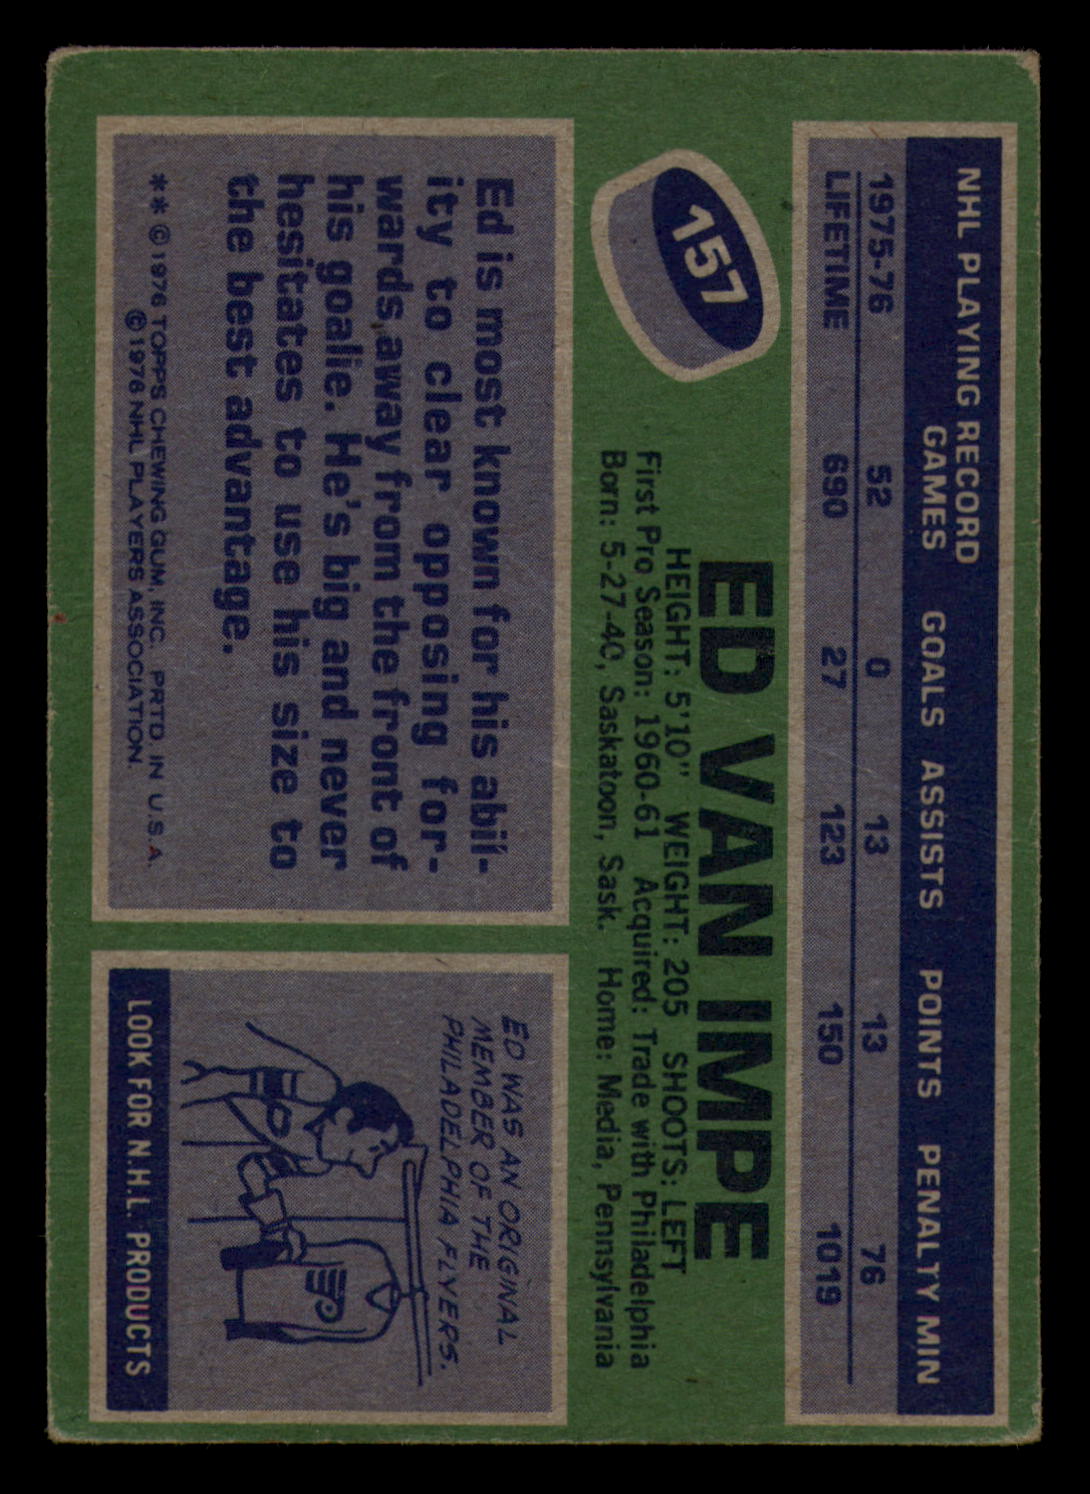 NHL PLAYING RECORD
GAMES GOALS ASSISTS POINTS PENALTY MIN
1975-76 52 0 13 13 76
LIFETIME 690 27 123 150 1019
157
ED VAN IMPE
HEIGHT: 5'10" WEIGHT: 205 SHOOTS: LEFT
First Pro Season: 1960-61 Acquired: Trade with Philadelphia
Born: 5-27-40, Saskatoon, Sask. Home: Media, Pennsylvania
Ed is most known for his abil-
ity to clear opposing for-
wards away from the front of
his goalie. He's big and never
hesitates to use his size to
the best advantage.
** ©1976 TOPPS CHEWING GUM, INC. PRTD. IN U.S.A.
©1976 NHL PLAYERS ASSOCIATION.
ED WAS AN ORIGINAL
MEMBER OF THE
PHILADELPHIA FLYERS.
LOOK FOR N.H.L. PRODUCTS